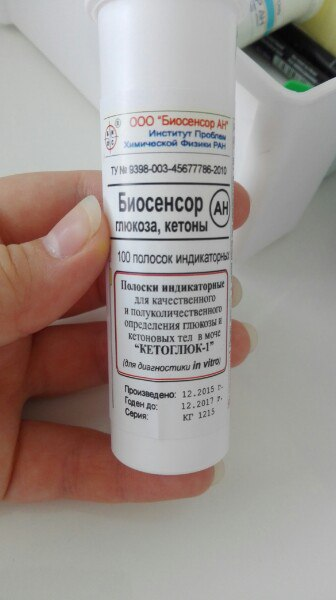 ООО "Биосенсор АН"
Институт Проблем
Химической Физики РАН
ТУ № 9398-003-45677786-2010
Биосенсор АН
глюкоза, кетоны
100 полосок индикаторных
Полоски индикаторные
для качественного
и полуколичественного
определения глюкозы и
кетоновых тел в моче
"КЕТОГЛЮК-1"
(для диагностики in vitro)
Произведено: 12.2015 г.
Годен до: 12.2017 г.
Серия: КГ 1215